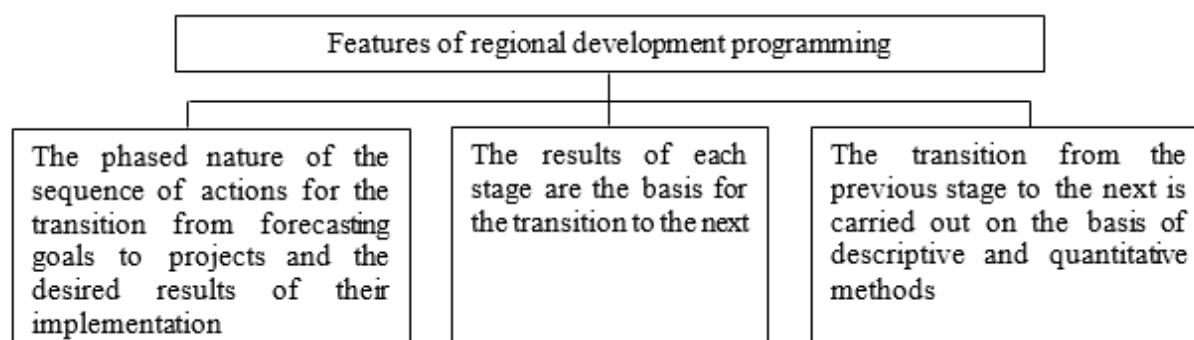 Features of regional development programming
The phased nature of the
sequence of actions for the
transition from forecasting
goals to projects and the
desired results of their
implementation
The results of each
stage are the basis for
the transition to the next
The transition from the
previous stage to the next is
carried out on the basis of
descriptive and quantitative
methods